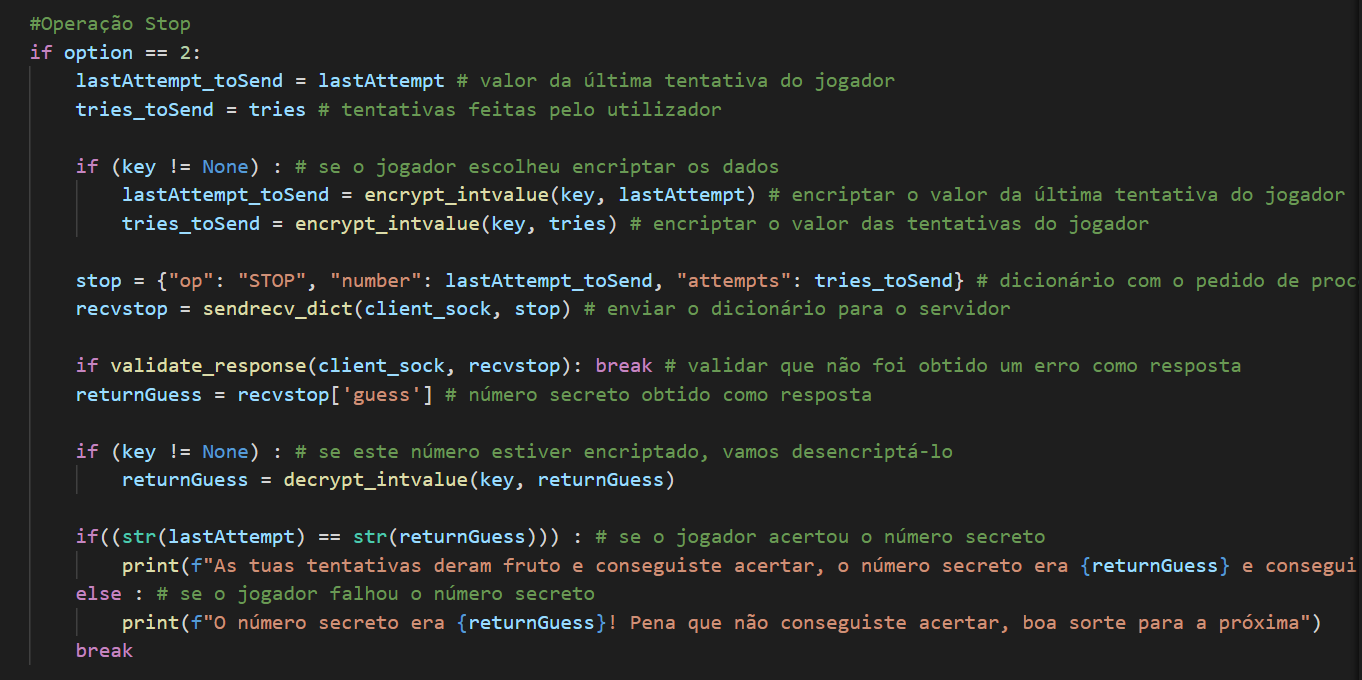 #Operação Stop
if option == 2:
lastAttempt_toSend = lastAttempt # valor da última tentativa do jogador
tries_toSend = tries # tentativas feitas pelo utilizador
if (key != None) : # se o jogador escolheu encriptar os dados
lastAttempt_toSend = encrypt_intvalue(key, lastAttempt) # encriptar o valor da última tentativa do jogador
tries_toSend = encrypt_intvalue(key, tries) # encriptar o valor das tentativas do jogador
stop = {"op": "STOP", "number": lastAttempt_toSend, "attempts": tries_toSend} # dicionário com o pedido de proc
recvstop = sendrecv_dict(client_sock, stop) # enviar o dicionário para o servidor
if validate_response(client_sock, recvstop): break # validar que não foi obtido um erro como resposta
returnGuess = recvstop['guess'] # número secreto obtido como resposta
if (key != None) : # se este número estiver encriptado, vamos desencriptá-lo
returnGuess = decrypt_intvalue(key, returnGuess)
if((str(lastAttempt) == str(returnGuess))) : # se o jogador acertou o número secreto
print(f"As tuas tentativas deram fruto e conseguiste acertar, o número secreto era {returnGuess} e consegui
else : # se o jogador falhou o número secreto
print(f"O número secreto era {returnGuess}! Pena que não conseguiste acertar, boa sorte para a próxima")
break